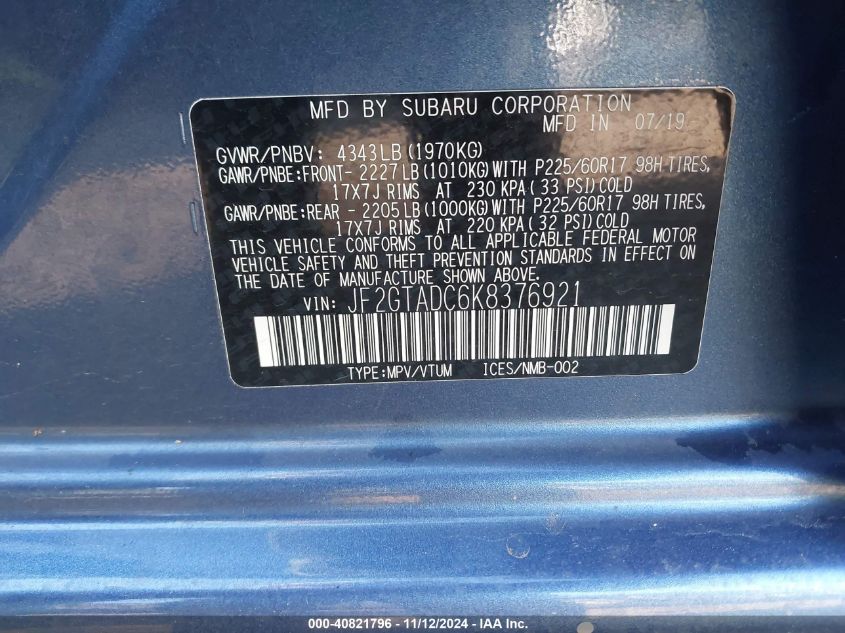 MFD BY SUBARU CORPORATION
MFD IN 07/19
GVWR/PNBV: 4343LB (1970KG)
GAWR/PNBE:FRONT- 2227LB (1010KG) WITH P225/60R17 98H TIRES,
17X7J RIMS AT 230 KPA (33 PSI) COLD
GAWR/PNBE:REAR - 2205LB (1000KG) WITH P225/60R17 98H TIRES,
17X7J RIMS AT 220 KPA (32 PSI) COLD
THIS VEHICLE CONFORMS TO ALL APPLICABLE FEDERAL MOTOR
VEHICLE SAFETY AND THEFT PREVENTION STANDARDS IN EFFECT ON
THE DATE OF MANUFACTURE SHOWN ABOVE.
VIN: JF2GTADC6K8376921
TYPE:MPV/VTUM ICES/NMB-002
000-40821796 - 11/12/2024 - IAA Inc.